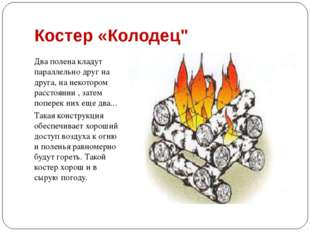 Костер «Колодец"
Два полена кладут
параллельно друг на
друга, на некотором
расстоянии , затем
поперек них еще два...
Такая конструкция
обеспечивает хороший
доступ воздуха к огню
и поленья равномерно
будут гореть. Такой
костер хорош и в
сырую погоду.